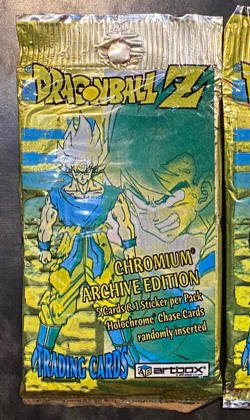 DRAGONBALL Z
CHROMIUM®
ARCHIVE EDITION
5 Cards & 1 Sticker per Pack
Holochrome Chase Cards
randomly inserted
TRADING CARDS
artbox